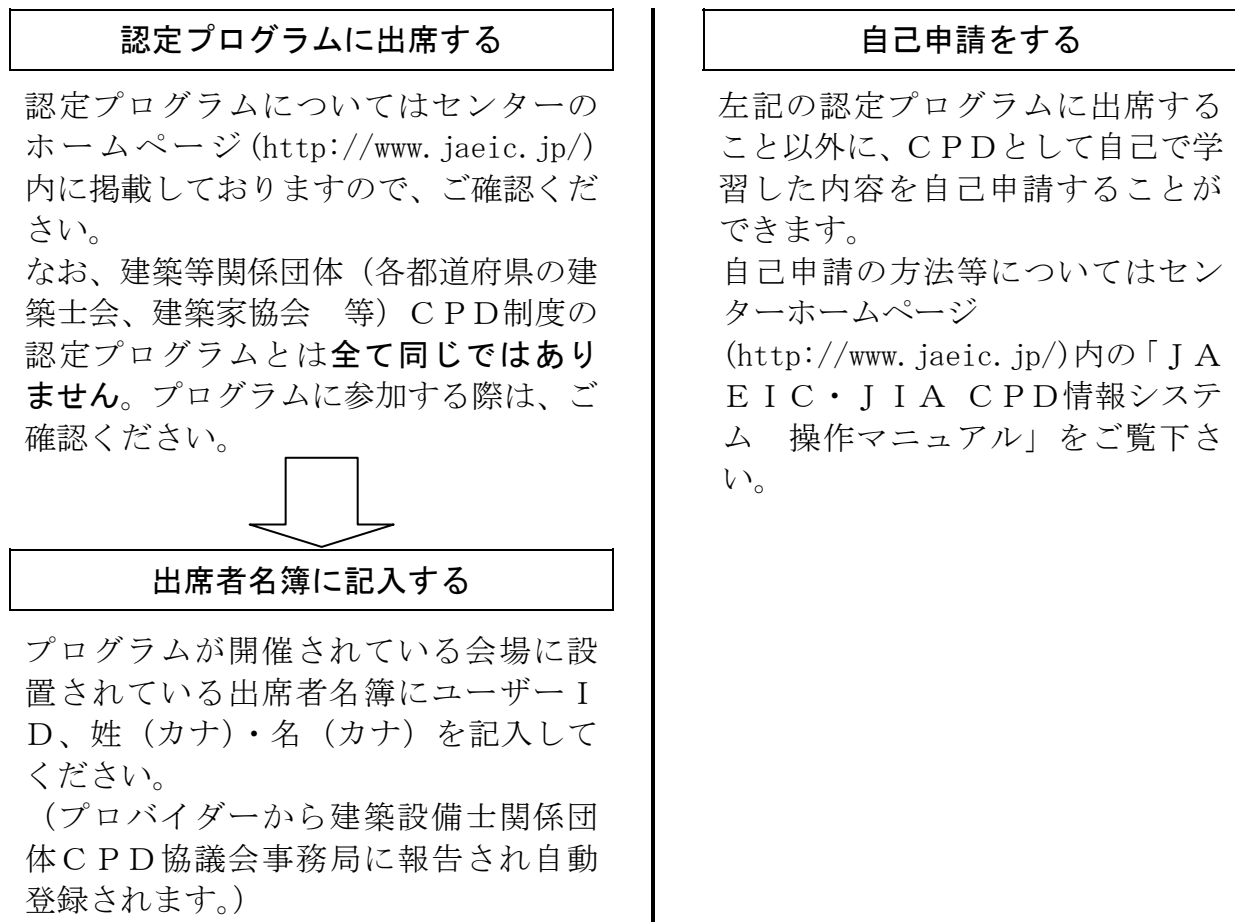 認定プログラムに出席する
認定プログラムについてはセンターの
ホームページ(http://www.jaeic.jp/)
内に掲載しておりますので、ご確認くだ
さい。
なお、建築等関係団体（各都道府県の建
築士会、建築家協会　等）ＣＰＤ制度の
認定プログラムとは全て同じではあり
ません。プログラムに参加する際は、ご
確認ください。
出席者名簿に記入する
プログラムが開催されている会場に設
置されている出席者名簿にユーザーＩ
Ｄ、姓（カナ）・名（カナ）を記入して
ください。
（プロバイダーから建築設備士関係団
体ＣＰＤ協議会事務局に報告され自動
登録されます。）
自己申請をする
左記の認定プログラムに出席する
こと以外に、ＣＰＤとして自己で学
習した内容を自己申請することが
できます。
自己申請の方法等についてはセン
ターホームページ
(http://www.jaeic.jp/)内の「ＪＡ
ＥＩＣ・ＪＩＡ　ＣＰＤ情報システ
ム　操作マニュアル」をご覧下さ
い。